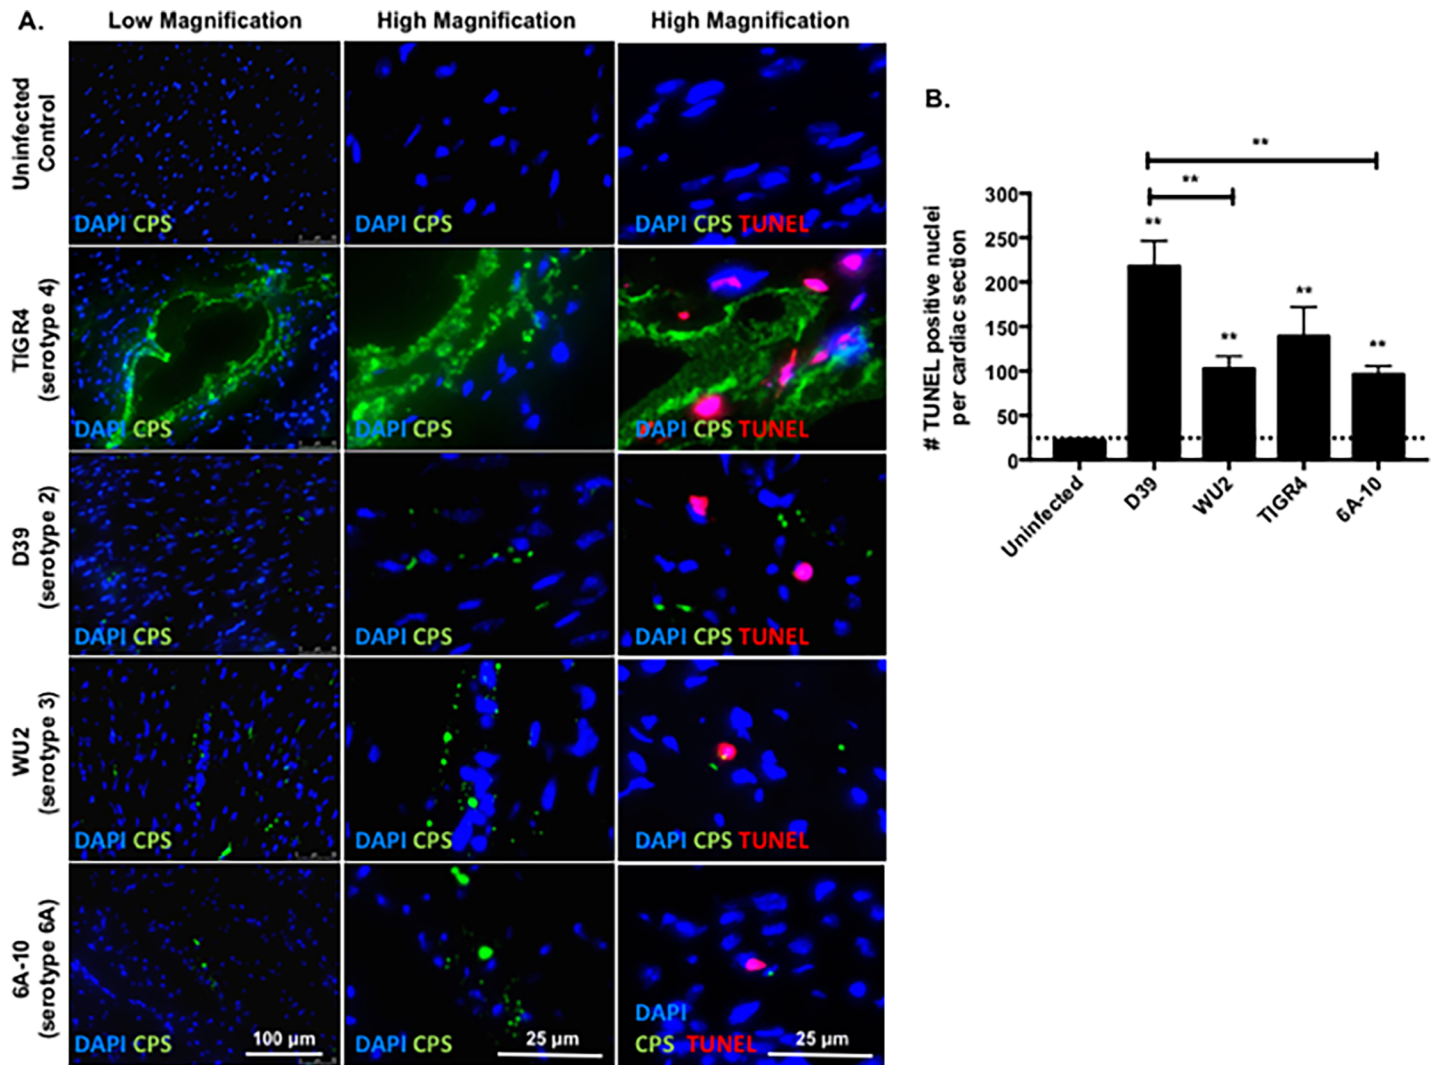 A.
Low Magnification
High Magnification
High Magnification
Uninfected
Control
DAPI CPS
DAPI CPS
DAPI CPS TUNEL
TIGR4
(serotype 4)
DAPI CPS
DAPI CPS
DAPI CPS TUNEL
D39
(serotype 2)
DAPI CPS
DAPI CPS
DAPI CPS TUNEL
WU2
(serotype 3)
DAPI CPS
DAPI CPS
DAPI CPS TUNEL
6A-10
(serotype 6A)
DAPI CPS
100 µm
DAPI CPS
25 µm
DAPI
CPS TUNEL
25 µm
B.
# TUNEL positive nuclei
per cardiac section
300
250
200
150
100
50
0
**
**
**
**
**
**
Uninfected
D39
WU2
TIGR4
6A-10